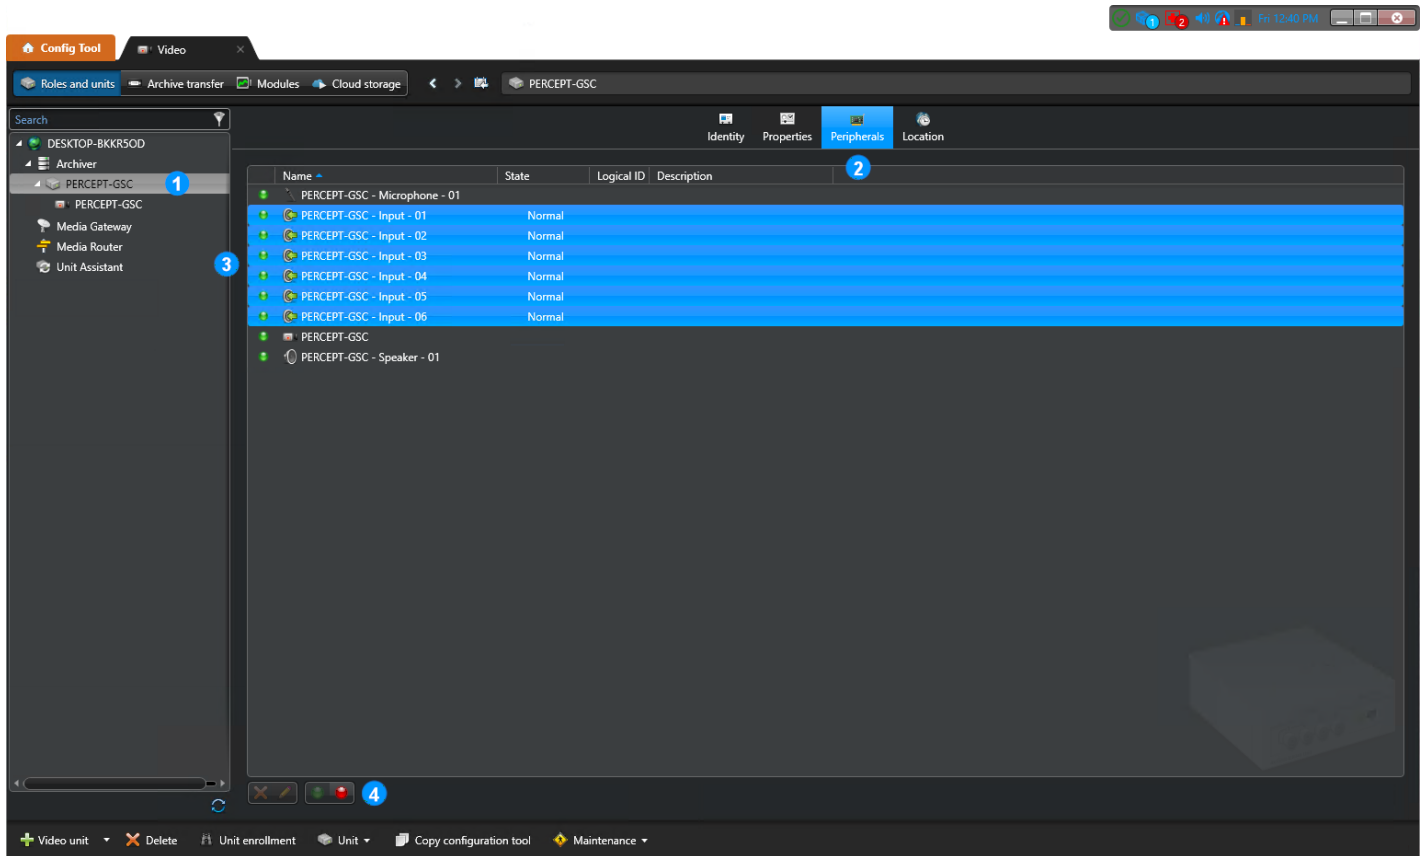 1 2 Fri 12:40 PM
Config Tool Video
Roles and units Archive transfer Modules Cloud storage PERCEPT-GSC
Search
Identity Properties Peripherals Location
DESKTOP-BKKR5OD
Archiver
PERCEPT-GSC 1
PERCEPT-GSC
Media Gateway
Media Router
Unit Assistant
2
3
Name State Logical ID Description
PERCEPT-GSC - Microphone - 01
PERCEPT-GSC - Input - 01 Normal
PERCEPT-GSC - Input - 02 Normal
PERCEPT-GSC - Input - 03 Normal
PERCEPT-GSC - Input - 04 Normal
PERCEPT-GSC - Input - 05 Normal
PERCEPT-GSC - Input - 06 Normal
PERCEPT-GSC
PERCEPT-GSC - Speaker - 01
4
Video unit Delete Unit enrollment Unit Copy configuration tool Maintenance